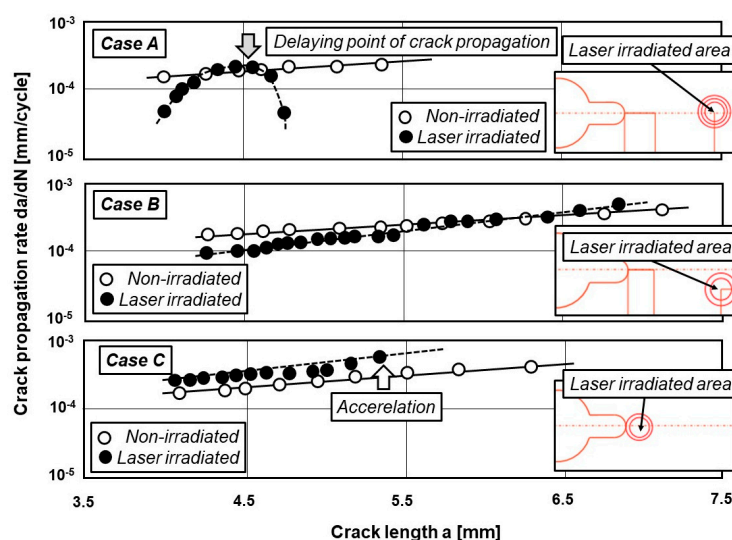 Crack propagation rate da/dN [mm/cycle]
10-3
10-4
10-5
Case A
Delaying point of crack propagation
Laser irradiated area
Non-irradiated
Laser irradiated
10-3
10-4
10-5
Case B
Laser irradiated area
Non-irradiated
Laser irradiated
10-3
10-4
10-5
Case C
Laser irradiated area
Accerelation
Non-irradiated
Laser irradiated
3.5 4.5 5.5 6.5 7.5
Crack length a [mm]